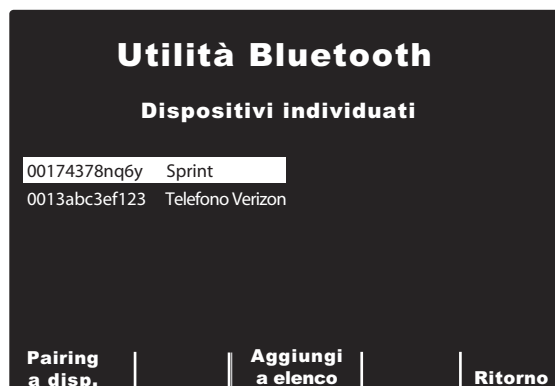 Utilità Bluetooth
Dispositivi individuati
00174378nq6y Sprint
0013abc3ef123 Telefono Verizon
Pairing a disp.
Aggiungi a elenco
Ritorno